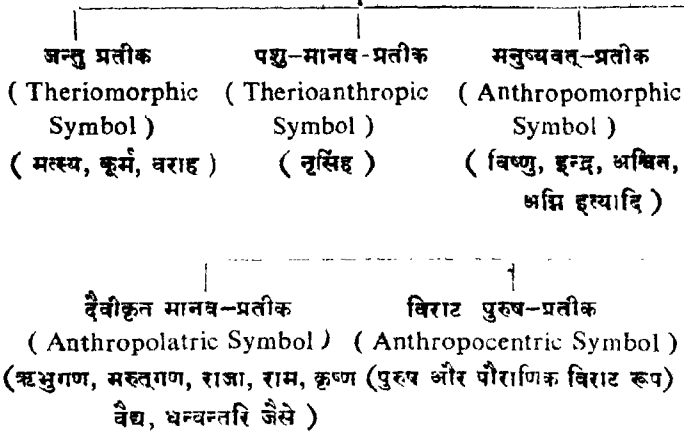 जन्तु प्रतीक पशु-मानव-प्रतीक मनुष्यवत्-प्रतीक
( Theriomorphic ( Therioanthropic ( Anthropomorphic
Symbol ) Symbol ) Symbol )
( मत्स्य, कूर्म, वराह ) ( नृसिंह ) ( विष्णु, इन्द्र, अश्विन,
अग्नि इत्यादि )
दैवीकृत मानव-प्रतीक विराट पुरुष-प्रतीक
( Anthropolatric Symbol ) ( Anthropocentric Symbol )
(ऋभुगण, मरुत्गण, राजा, राम, कृष्ण (पुरुष और पौराणिक विराट रूप)
वैद्य, धन्वन्तरि जैसे )